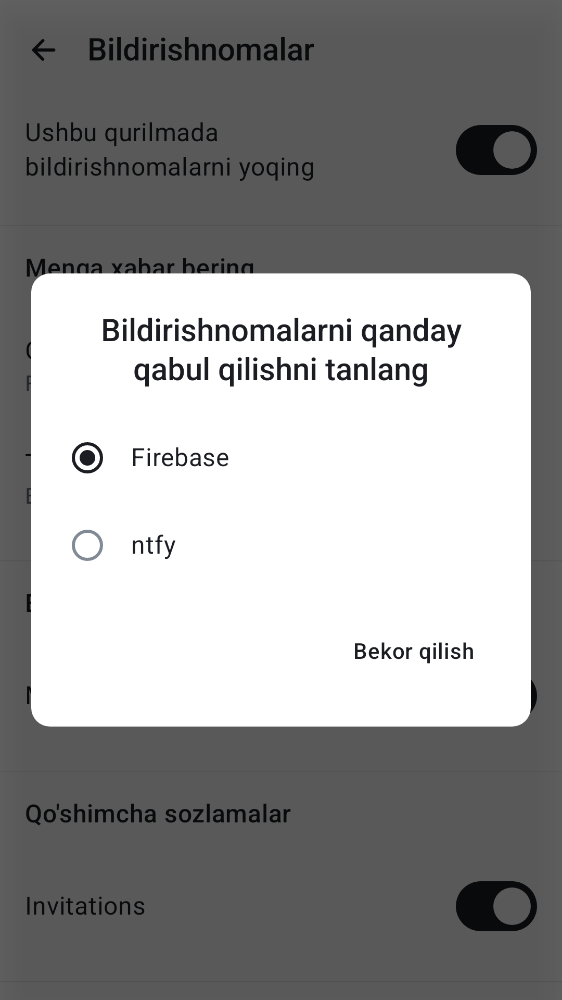 Bildirishnomalar
Ushbu qurilmada
bildirishnomalarni yoqing
Menga xabar bering
Bildirishnomalarni qanday
qabul qilishni tanlang
Firebase
ntfy
Bekor qilish
Qo'shimcha sozlamalar
Invitations